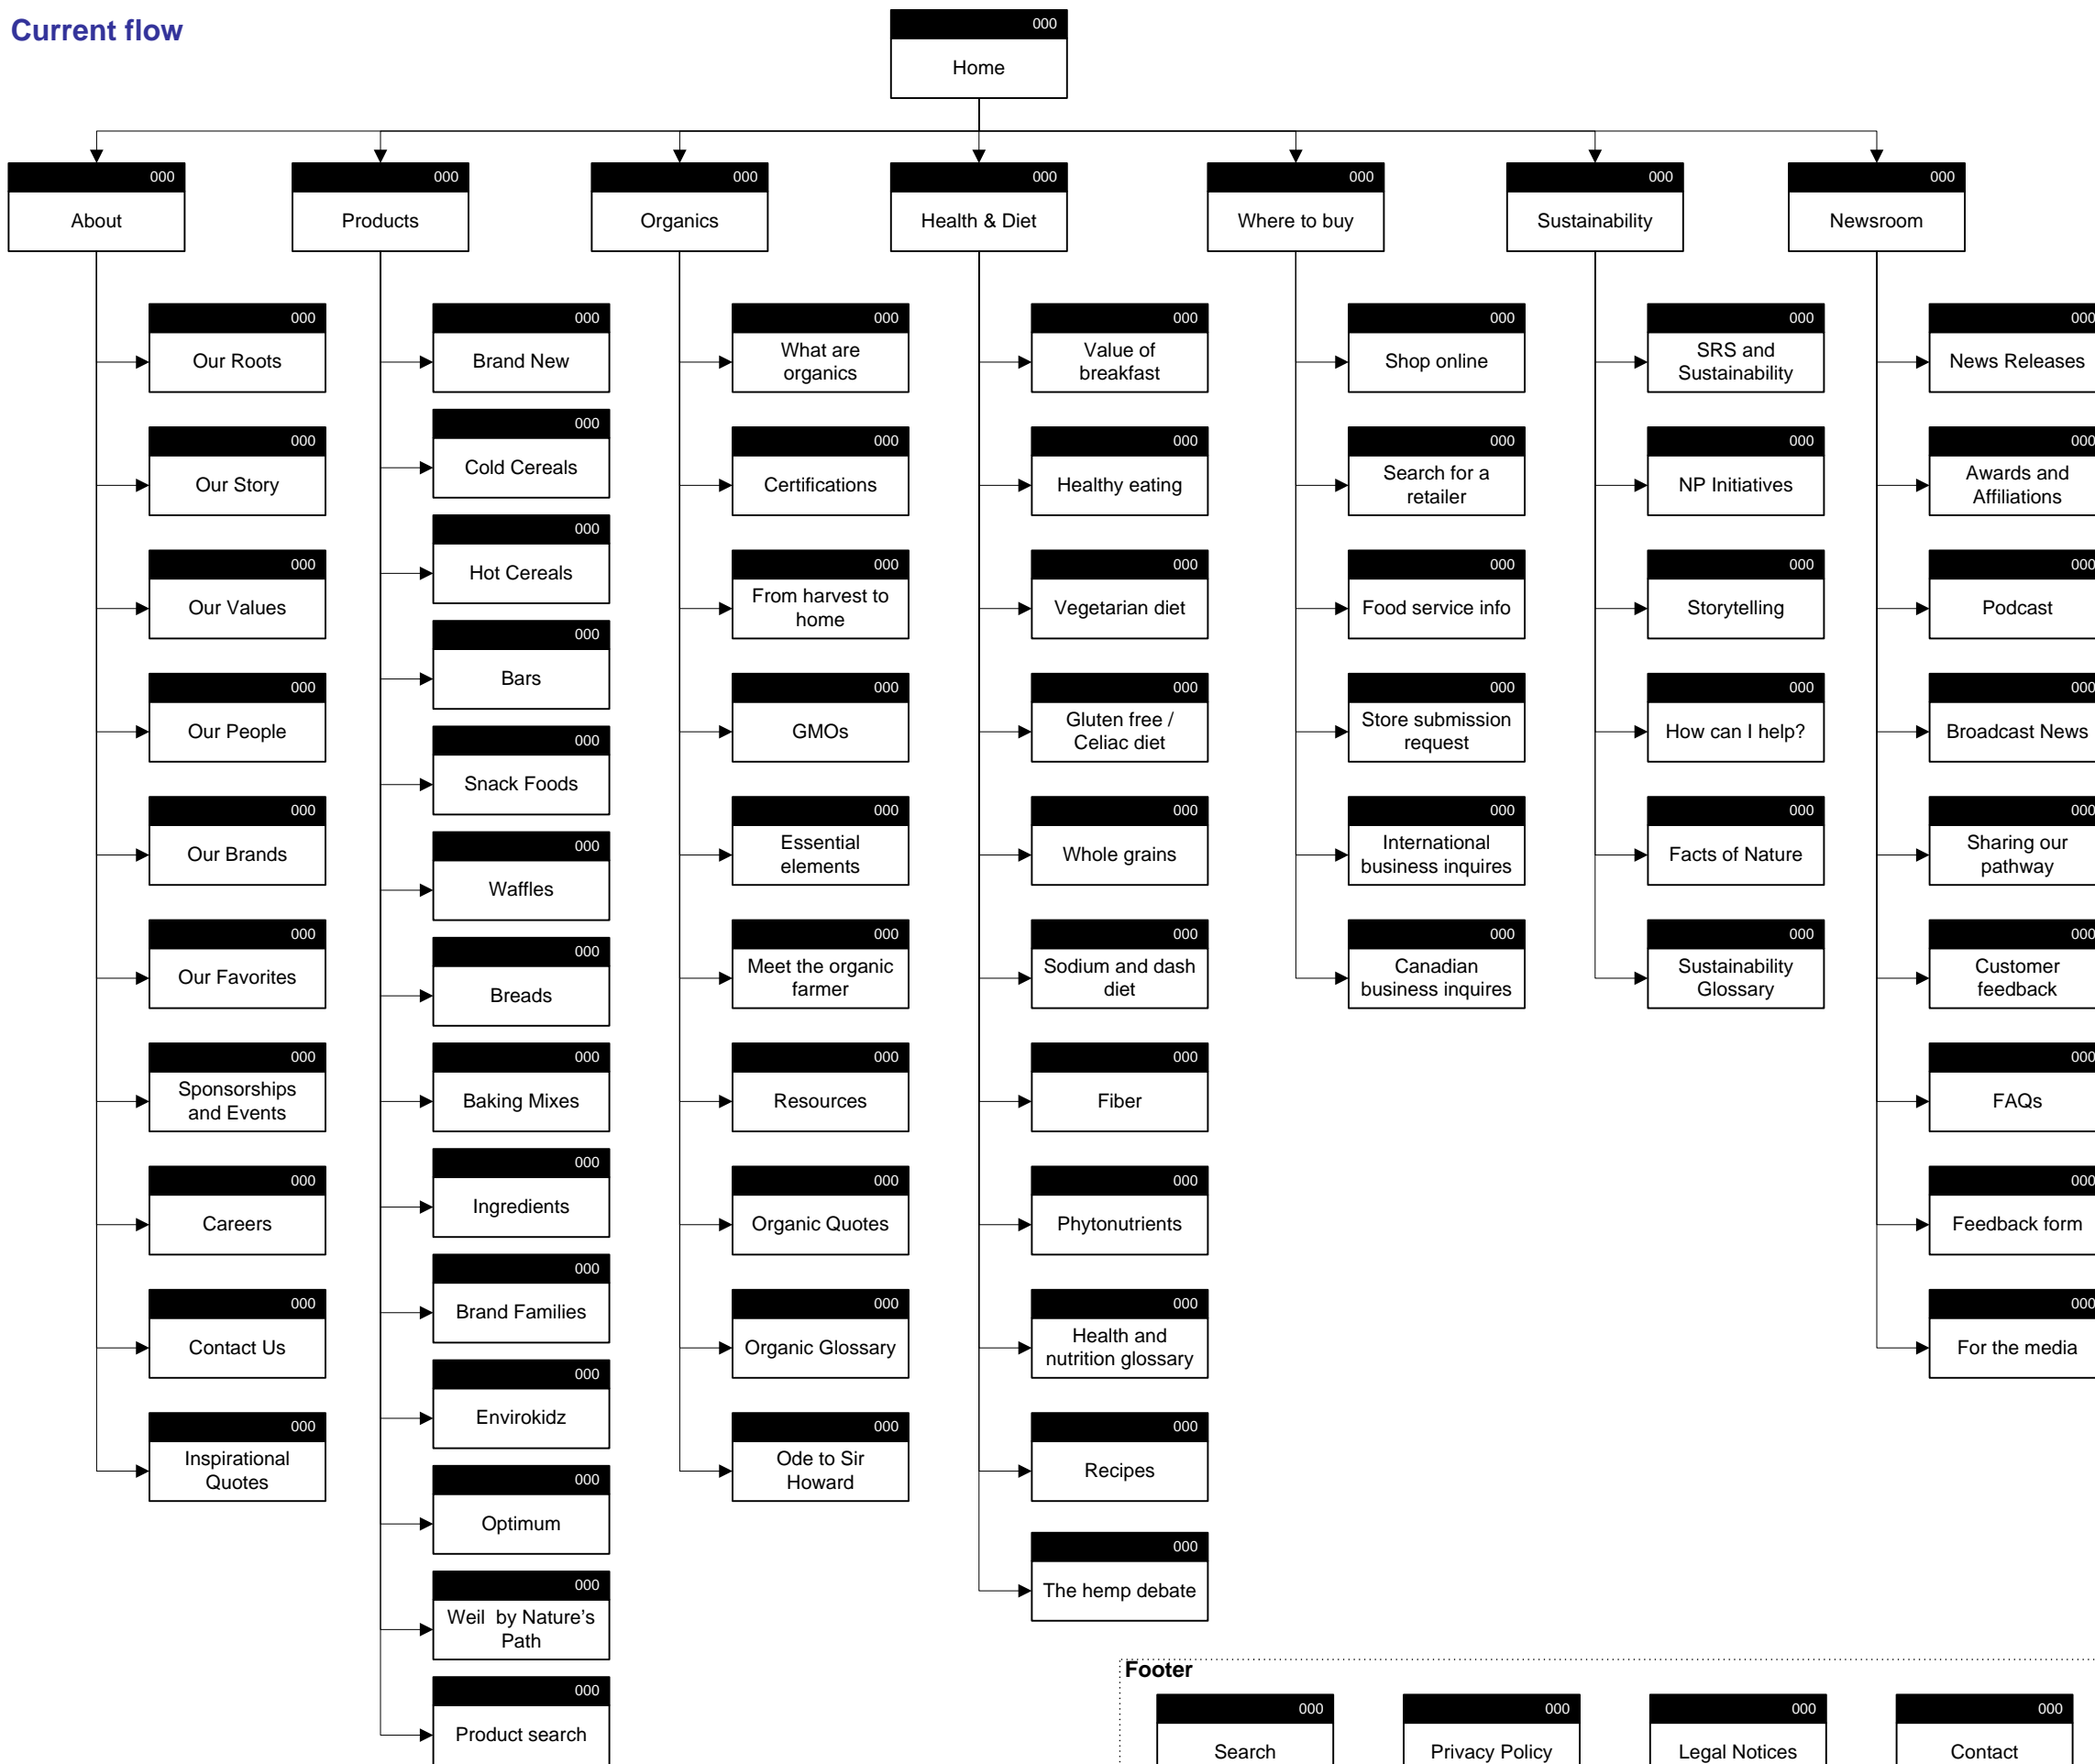 Current flow
000
Home
000
About
000
Products
000
Organics
000
Health & Diet
000
Where to buy
000
Sustainability
000
Newsroom
000
Our Roots
000
Our Story
000
Our Values
000
Our People
000
Our Brands
000
Our Favorites
000
Sponsorships
and Events
000
Careers
000
Contact Us
000
Inspirational
Quotes
000
Brand New
000
Cold Cereals
000
Hot Cereals
000
Bars
000
Snack Foods
000
Waffles
000
Breads
000
Baking Mixes
000
Ingredients
000
Brand Families
000
Envirokidz
000
Optimum
000
Weil by Nature’s
Path
000
Product search
000
What are
organics
000
Certifications
000
From harvest to
home
000
GMOs
000
Essential
elements
000
Meet the organic
farmer
000
Resources
000
Organic Quotes
000
Organic Glossary
000
Ode to Sir
Howard
000
Value of
breakfast
000
Healthy eating
000
Vegetarian diet
000
Gluten free /
Celiac diet
000
Whole grains
000
Sodium and dash
diet
000
Fiber
000
Phytonutrients
000
Health and
nutrition glossary
000
Recipes
000
The hemp debate
000
Shop online
000
Search for a
retailer
000
Food service info
000
Store submission
request
000
International
business inquires
000
Canadian
business inquires
000
SRS and
Sustainability
000
NP Initiatives
000
Storytelling
000
How can I help?
000
Facts of Nature
000
Sustainability
Glossary
000
News Releases
000
Awards and
Affiliations
000
Podcast
000
Broadcast News
000
Sharing our
pathway
000
Customer
feedback
000
FAQs
000
Feedback form
000
For the media
Footer
000
Search
000
Privacy Policy
000
Legal Notices
000
Contact